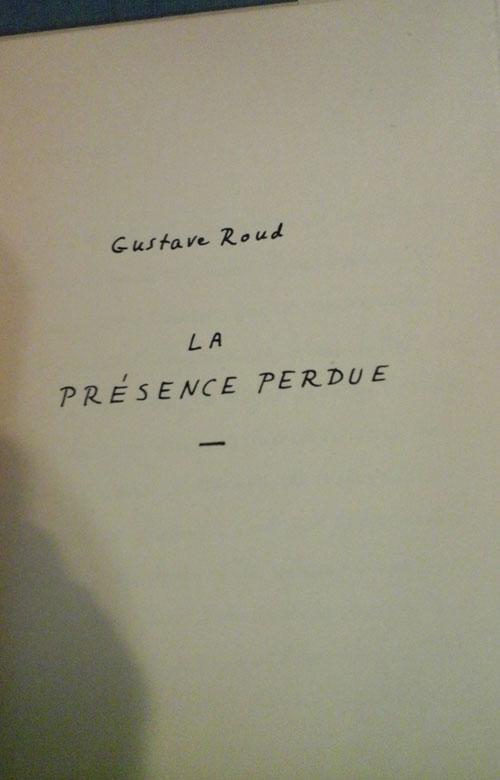 Gustave Roud
LA
PRÉSENCE PERDUE
—